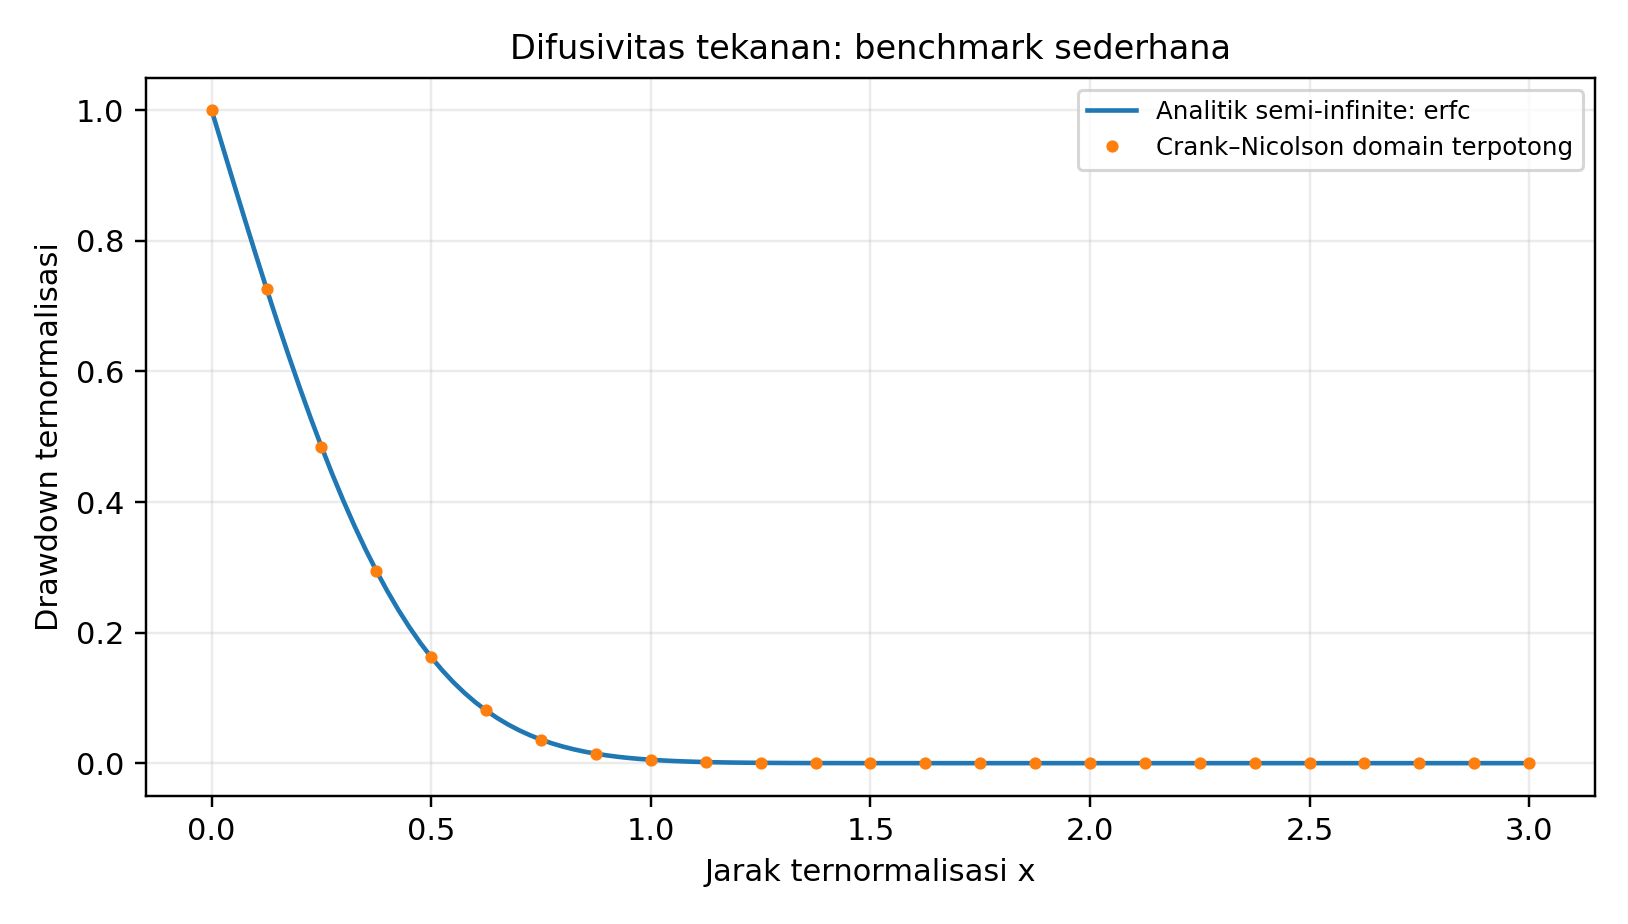 Difusivitas tekanan: benchmark sederhana
Analitik semi-infinite: erfc
Crank–Nicolson domain terpotong
Drawdown ternormalisasi
1.0
0.8
0.6
0.4
0.2
0.0
0.0 0.5 1.0 1.5 2.0 2.5 3.0
Jarak ternormalisasi x